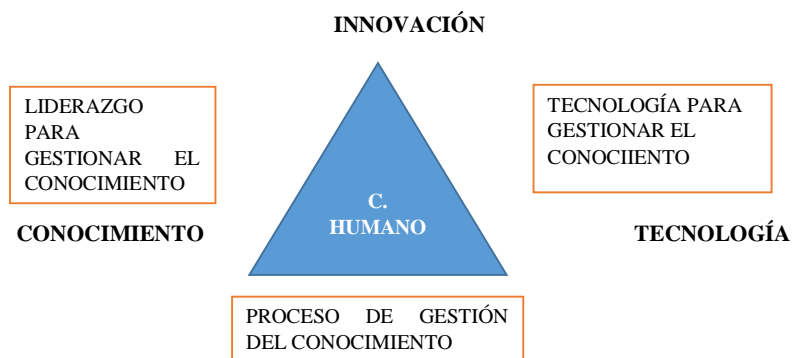 INNOVACIÓN
LIDERAZGO
PARA
GESTIONAR EL
CONOCIMIENTO
TECNOLOGÍA PARA
GESTIONAR EL
CONOCIIENTO
C.
HUMANO
CONOCIMIENTO
TECNOLOGÍA
PROCESO DE GESTIÓN
DEL CONOCIMIENTO